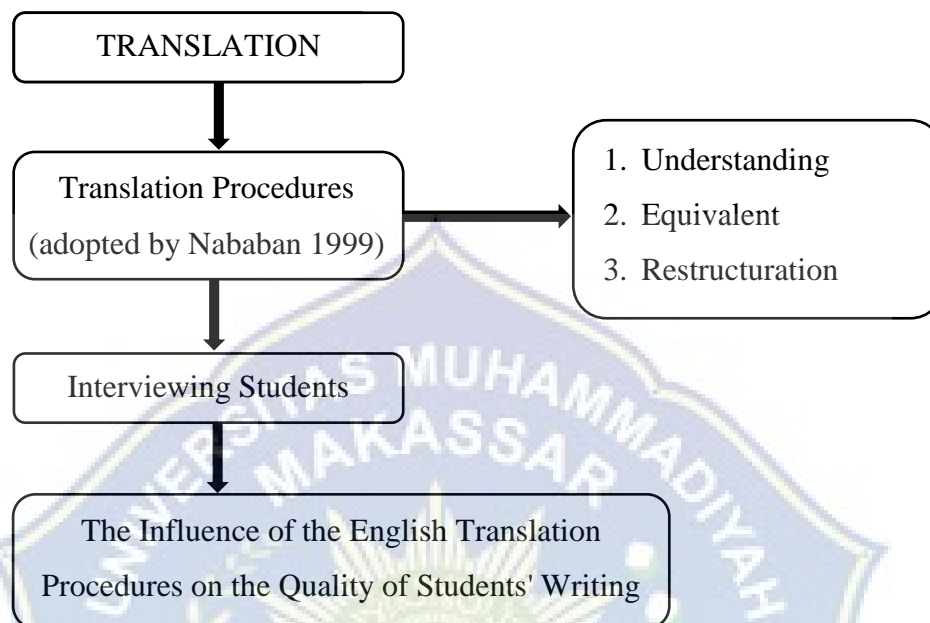 TRANSLATION
Translation Procedures
(adopted by Nababan 1999)
1. Understanding
2. Equivalent
3. Restructuration
Interviewing Students
The Influence of the English Translation
Procedures on the Quality of Students' Writing
UNIVERSITAS MUHAMMADIYAH
MAKASSAR